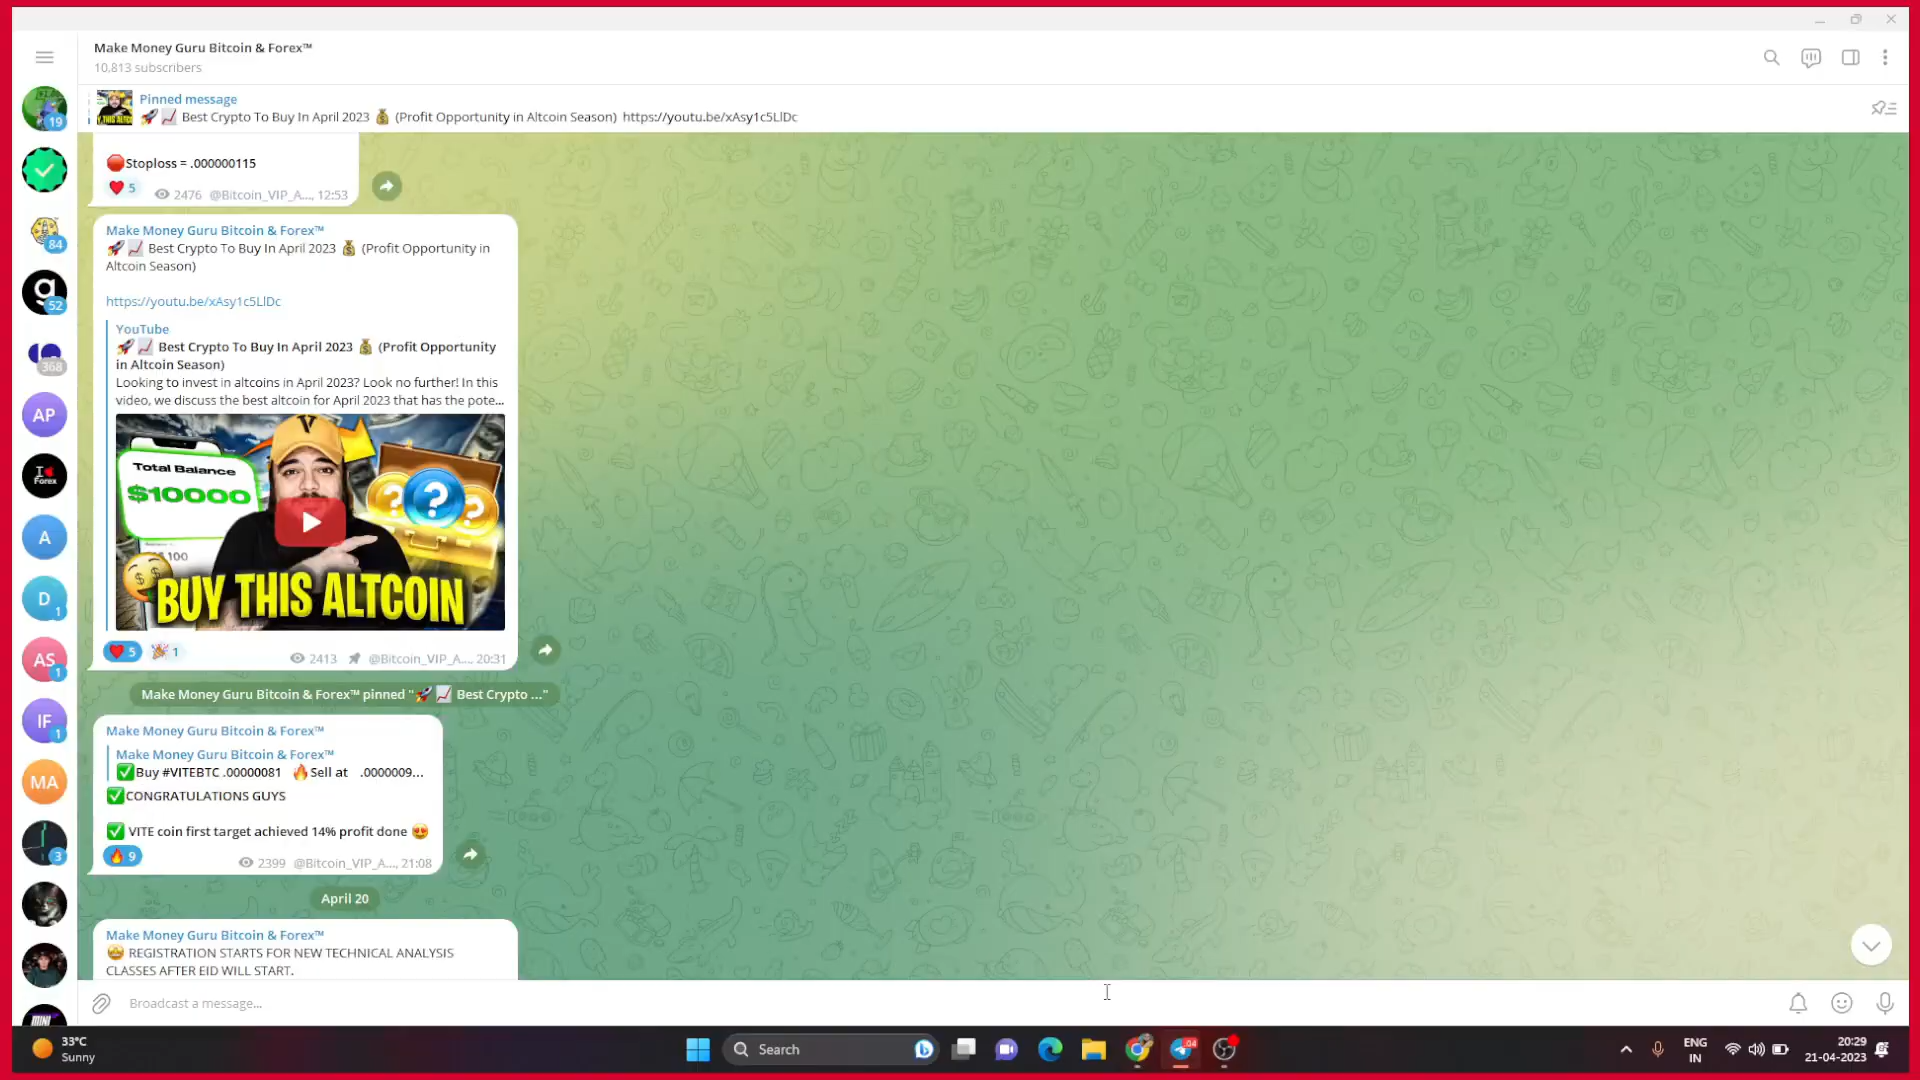 Make Money Guru Bitcoin & Forex™
10,813 subscribers
Pinned message
🚀📈 Best Crypto To Buy In April 2023 💰 (Profit Opportunity in Altcoin Season) https://youtu.be/xAsy1c5LlDc
🛑Stoploss = .000000115
❤️ 5 2476 @Bitcoin_VIP_A..., 12:53
Make Money Guru Bitcoin & Forex™
🚀📈 Best Crypto To Buy In April 2023 💰 (Profit Opportunity in
Altcoin Season)
https://youtu.be/xAsy1c5LlDc
YouTube
🚀📈 Best Crypto To Buy In April 2023 💰 (Profit Opportunity
in Altcoin Season)
Looking to invest in altcoins in April 2023? Look no further! In this
video, we discuss the best altcoin for April 2023 that has the pote...
Total Balance
$10000
BUY THIS ALTCOIN
❤️ 5 🎉 1 2413 @Bitcoin_VIP_A..., 20:31
Make Money Guru Bitcoin & Forex™ pinned "🚀📈 Best Crypto ..."
Make Money Guru Bitcoin & Forex™
Make Money Guru Bitcoin & Forex™
✅Buy #VITEBTC .00000081 🔥Sell at .0000009...
✅CONGRATULATIONS GUYS
✅ VITE coin first target achieved 14% profit done 😍
🔥 9 2399 @Bitcoin_VIP_A..., 21:08
April 20
Make Money Guru Bitcoin & Forex™
🤩 REGISTRATION STARTS FOR NEW TECHNICAL ANALYSIS
CLASSES AFTER EID WILL START.
Broadcast a message...
19
84
52
368
AP
I
Forex
A
D
1
AS
1
IF
1
MA
3
33°C
Sunny
Search
ENG
IN
20:29
21-04-2023